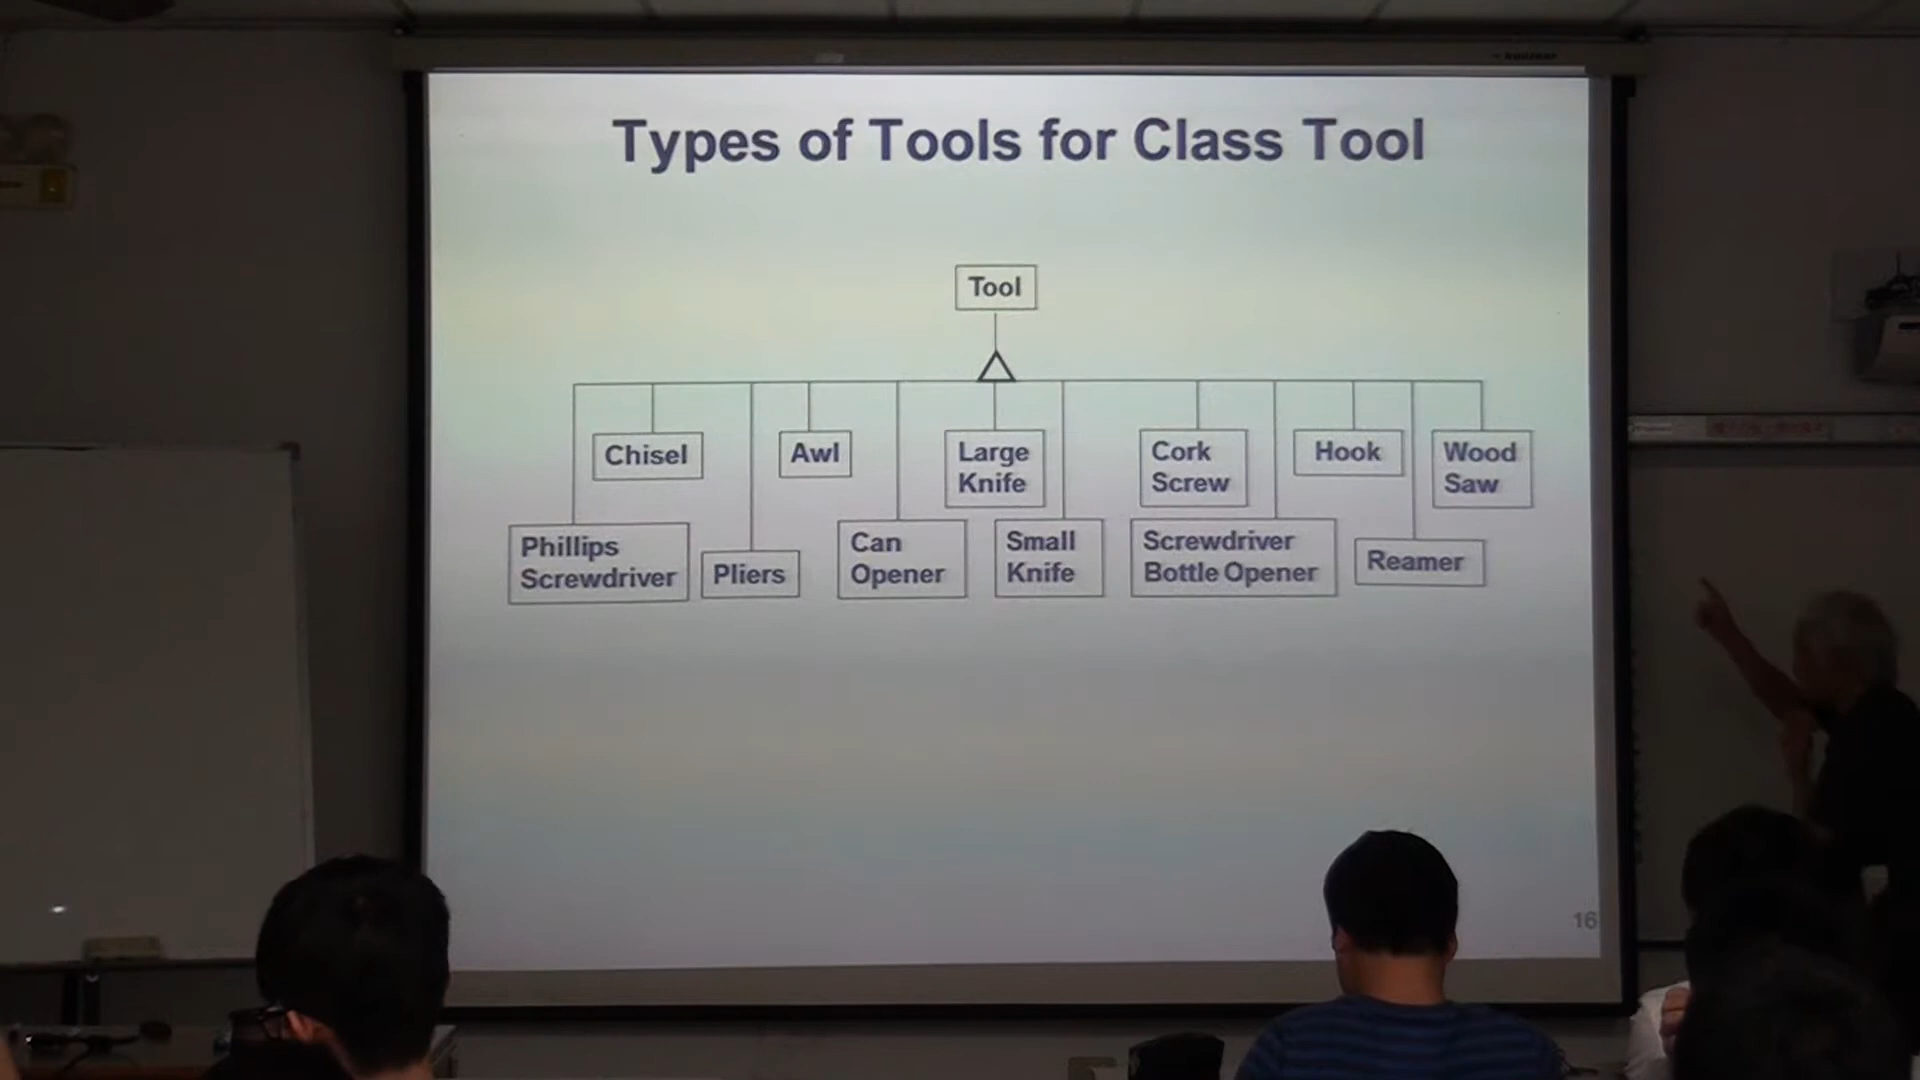 Types of Tools for Class Tool
Tool
Chisel
Awl
Large
Knife
Cork
Screw
Hook
Wood
Saw
Phillips
Screwdriver
Pliers
Can
Opener
Small
Knife
Screwdriver
Bottle Opener
Reamer
16